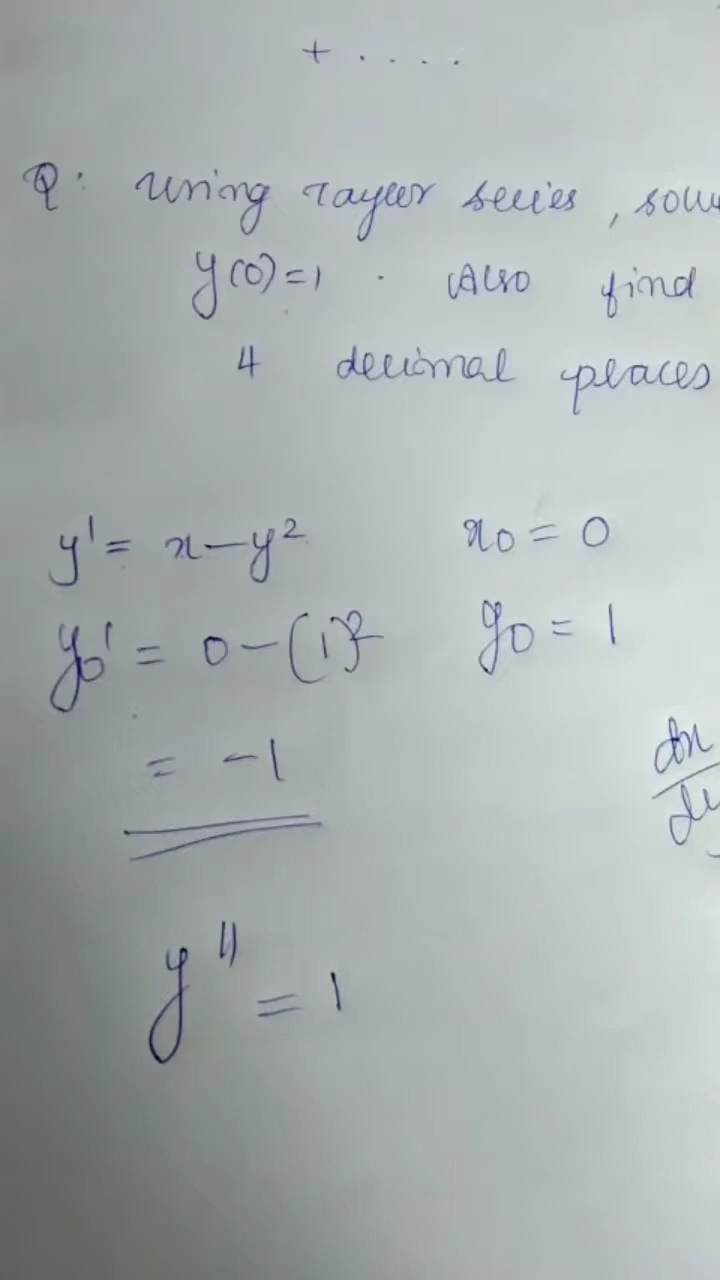 + ....
Q: Using Taylor series, solv
y(0)=1 . Also find
4 decimal places
y' = x-y² x₀ = 0
y₀' = 0-(1)² y₀ = 1
= -1
dx
y" = 1